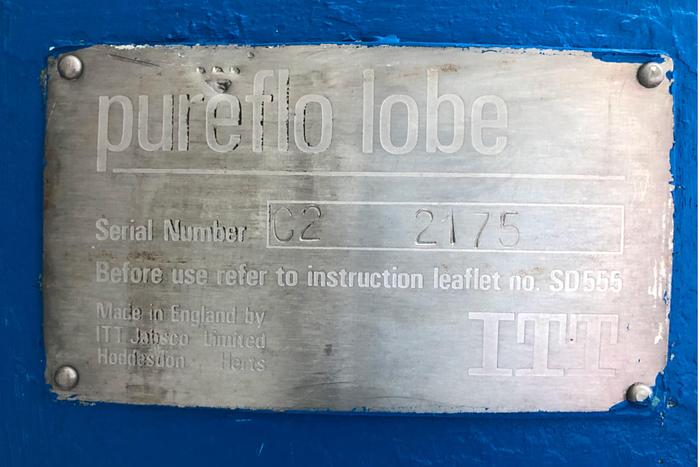 pureflo lobe
Serial Number C2 2175
Before use refer to instruction leaflet no. SD555
Made in England by
ITT Jabsco Limited
Hoddesdon Herts
ITT